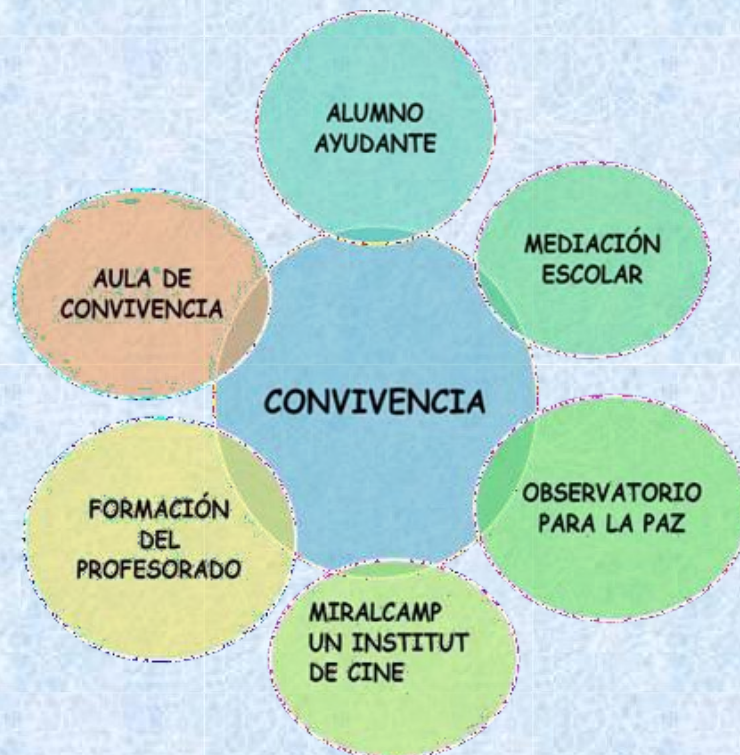 ALUMNO
AYUDANTE
MEDIACIÓN
ESCOLAR
AULA DE
CONVIVENCIA
CONVIVENCIA
OBSERVATORIO
PARA LA PAZ
FORMACIÓN
DEL
PROFESORADO
MIRALCAMP
UN INSTITUT
DE CINE